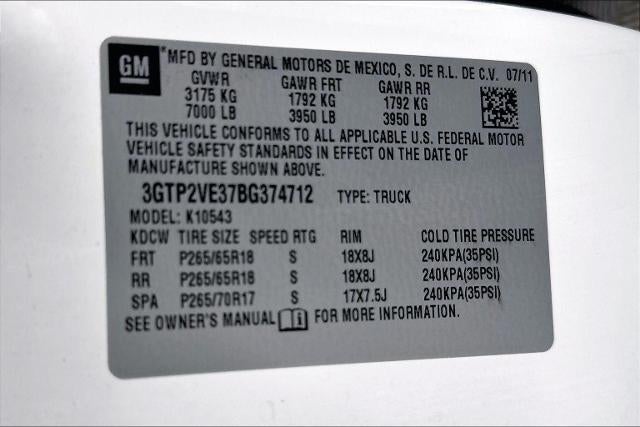 GM *MFD BY GENERAL MOTORS DE MEXICO, S. DE R.L. DE C.V. 07/11
GVWR GAWR FRT GAWR RR
3175 KG 1792 KG 1792 KG
7000 LB 3950 LB 3950 LB
THIS VEHICLE CONFORMS TO ALL APPLICABLE U.S. FEDERAL MOTOR
VEHICLE SAFETY STANDARDS IN EFFECT ON THE DATE OF
MANUFACTURE SHOWN ABOVE.
3GTP2VE37BG374712 TYPE: TRUCK
MODEL: K10543
KDCW TIRE SIZE SPEED RTG RIM COLD TIRE PRESSURE
FRT P265/65R18 S 18X8J 240KPA(35PSI)
RR P265/65R18 S 18X8J 240KPA(35PSI)
SPA P265/70R17 S 17X7.5J 240KPA(35PSI)
SEE OWNER'S MANUAL i FOR MORE INFORMATION.